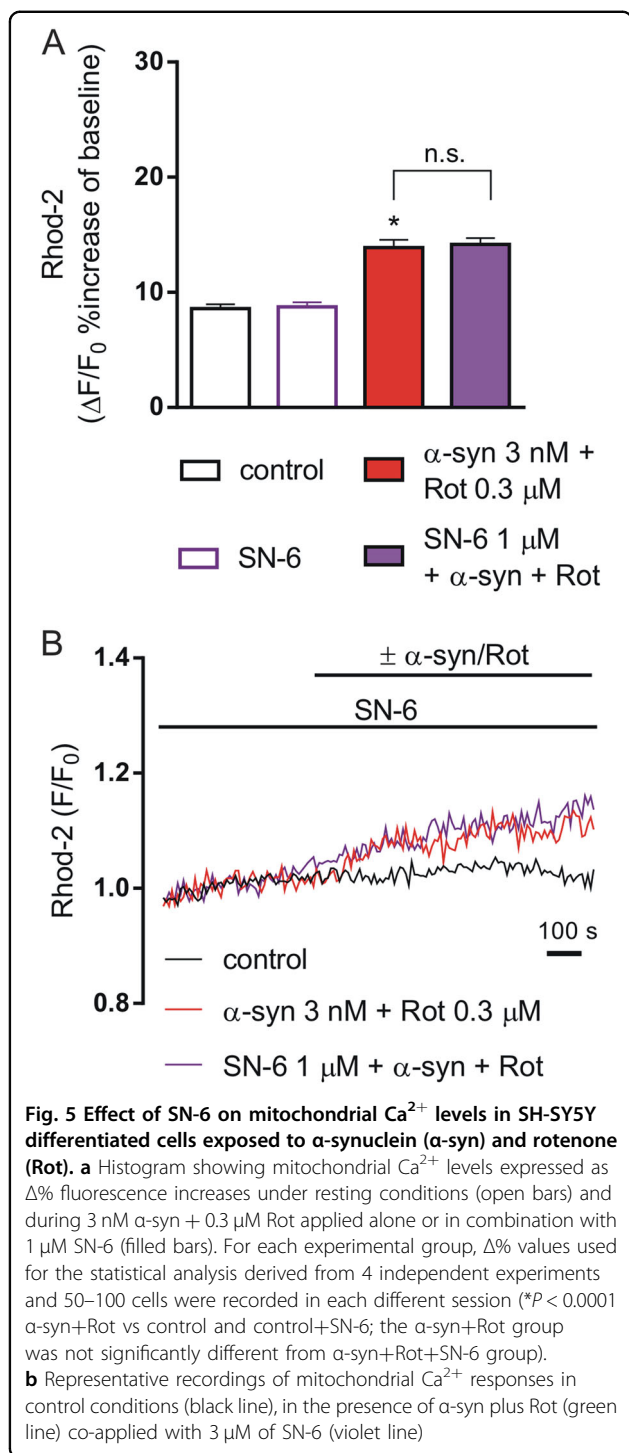 A
30
20
10
0
Rhod-2
(ΔF/F₀ %increase of baseline)
n.s.
*
control
α-syn 3 nM +
Rot 0.3 μM
SN-6
SN-6 1 μM
+ α-syn + Rot
B
1.4
1.2
1.0
0.8
Rhod-2 (F/F₀)
± α-syn/Rot
SN-6
100 s
control
α-syn 3 nM + Rot 0.3 μM
SN-6 1 μM + α-syn + Rot
Fig. 5 Effect of SN-6 on mitochondrial Ca²⁺ levels in SH-SY5Y
differentiated cells exposed to α-synuclein (α-syn) and rotenone
(Rot). a Histogram showing mitochondrial Ca²⁺ levels expressed as
Δ% fluorescence increases under resting conditions (open bars) and
during 3 nM α-syn + 0.3 μM Rot applied alone or in combination with
1 μM SN-6 (filled bars). For each experimental group, Δ% values used
for the statistical analysis derived from 4 independent experiments
and 50–100 cells were recorded in each different session (*P < 0.0001
α-syn+Rot vs control and control+SN-6; the α-syn+Rot group
was not significantly different from α-syn+Rot+SN-6 group).
b Representative recordings of mitochondrial Ca²⁺ responses in
control conditions (black line), in the presence of α-syn plus Rot (green
line) co-applied with 3 μM of SN-6 (violet line)